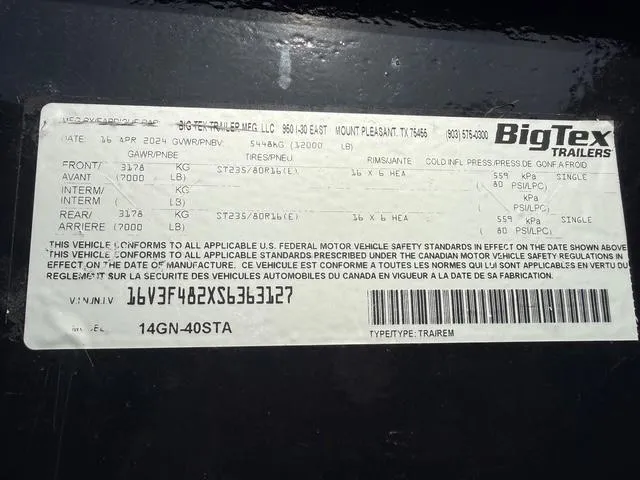 MFG BY/FABRIQUE PAR BIG TEX TRAILER MFG. LLC 950 I-30 EAST MOUNT PLEASANT, TX 75455 (903) 575-0300 BigTex TRAILERS
DATE: 16 APR 2024 GVWR/PNBV: 5448KG (12000 LB)
GAWR/PNBE TIRES/PNEU RIMS/JANTE COLD INFL. PRESS/PRESS.DE GONF.A FROID
FRONT/ 3178 KG ST235/80R16(E) 16 X 6 HEA 559 kPa SINGLE
AVANT (7000 LB) ( 80 PSI/LPC)
INTERM/ KG kPa
INTERM ( LB) ( PSI/LPC)
REAR/ 3178 KG ST235/80R16(E) 16 X 6 HEA 559 kPa SINGLE
ARRIERE (7000 LB) ( 80 PSI/LPC)
THIS VEHICLE CONFORMS TO ALL APPLICABLE U.S. FEDERAL MOTOR VEHICLE SAFETY STANDARDS IN EFFECT ON THE DATE SHOWN ABOVE
THIS VEHICLE CONFORMS TO ALL APPLICABLE STANDARDS PRESCRIBED UNDER THE CANADIAN MOTOR VEHICLE SAFETY REGULATIONS
IN EFFECT ON THE DATE OF MANUFACTURE. CE VEHICULE EST CONFORME A TOUTES LES NORMES QUI LUI SONT APPLICABLES EN VERTU DU
REGLEMENT SUR LA SECURITE DES VEHICULES AUTOMOBILES DU CANADA EN VIGUEUR A LA DATE DE SA FABRICATION.
V.I.N./N.I.V 16V3F482XS6363127
MODEL 14GN-40STA
TYPE/TYPE: TRA/REM